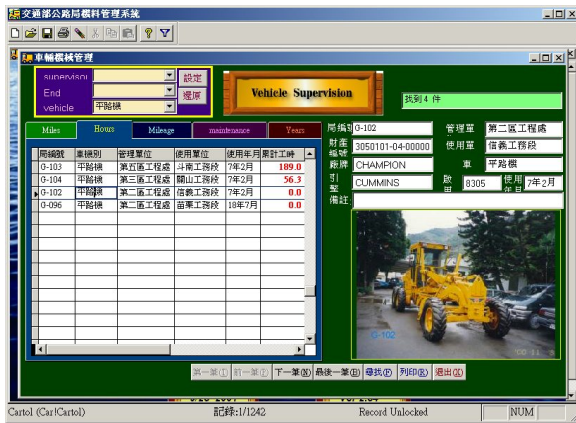 交通部公路局機料管理系統
車輛機械管理
supervisor
End
vehicle 平路機
設定
還原
Vehicle Supervision
找到 4 件
Miles Hours Mileage maintenance Years
局編號 車機別 管理單位 使用單位 使用年月 累計工時
G-103 平路機 第五區工程處 斗南工務段 7年2月 189.0
G-104 平路機 第三區工程處 關山工務段 7年2月 56.3
G-102 平路機 第二區工程處 信義工務段 7年2月 0.0
G-096 平路機 第二區工程處 苗栗工務段 18年7月 0.0
局編號 G-102 管理單 第二區工程處
財產編號 3050101-04-00000 使用單 信義工務段
廠牌 CHAMPION 車 平路機
引擎 CUMMINS 啟用 8305 使用年月 7年2月
備註
G-102
第一筆(T) 前一筆(P) 下一筆(N) 最後一筆(B) 尋找(F) 列印(R) 退出(X)
Cartol (Car!Cartol) 記錄:1/1242 Record Unlocked NUM